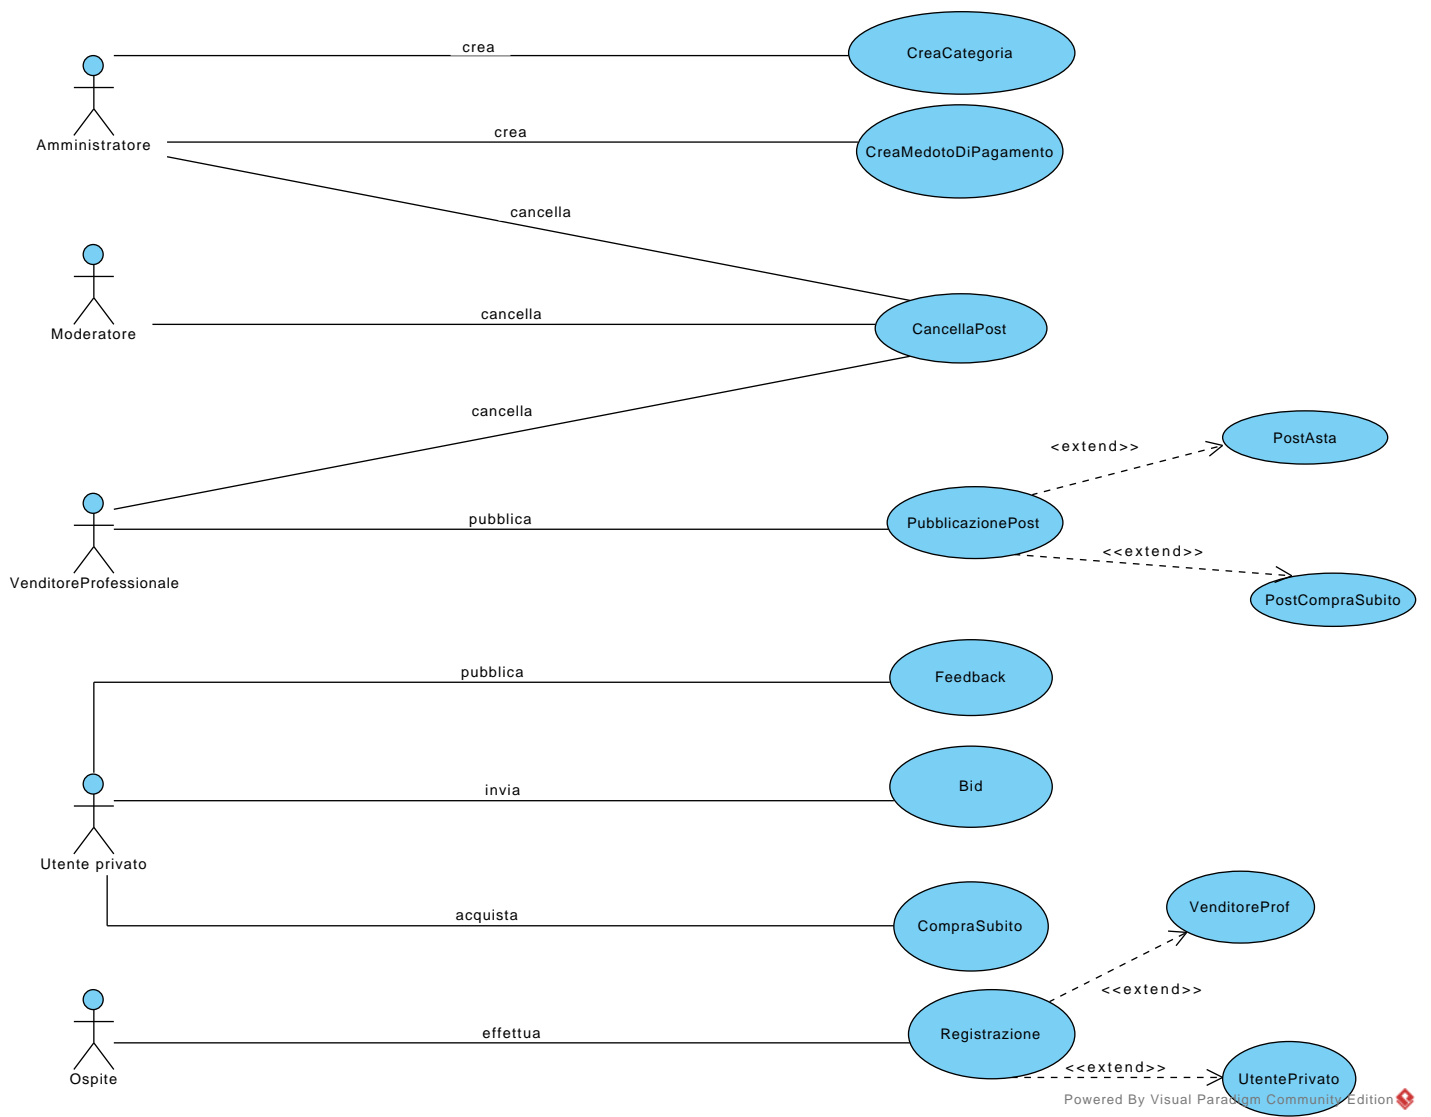 crea
CreaCategoria
Amministratore
crea
CreaMedotoDiPagamento
cancella
Moderatore
cancella
CancellaPost
cancella
<extend>>
PostAsta
VenditoreProfessionale
pubblica
PubblicazionePost
<<extend>>
PostCompraSubito
pubblica
Feedback
Utente privato
invia
Bid
acquista
CompraSubito
VenditoreProf
<<extend>>
Ospite
effettua
Registrazione
<<extend>>
UtentePrivato
Powered By Visual Paradigm Community Edition